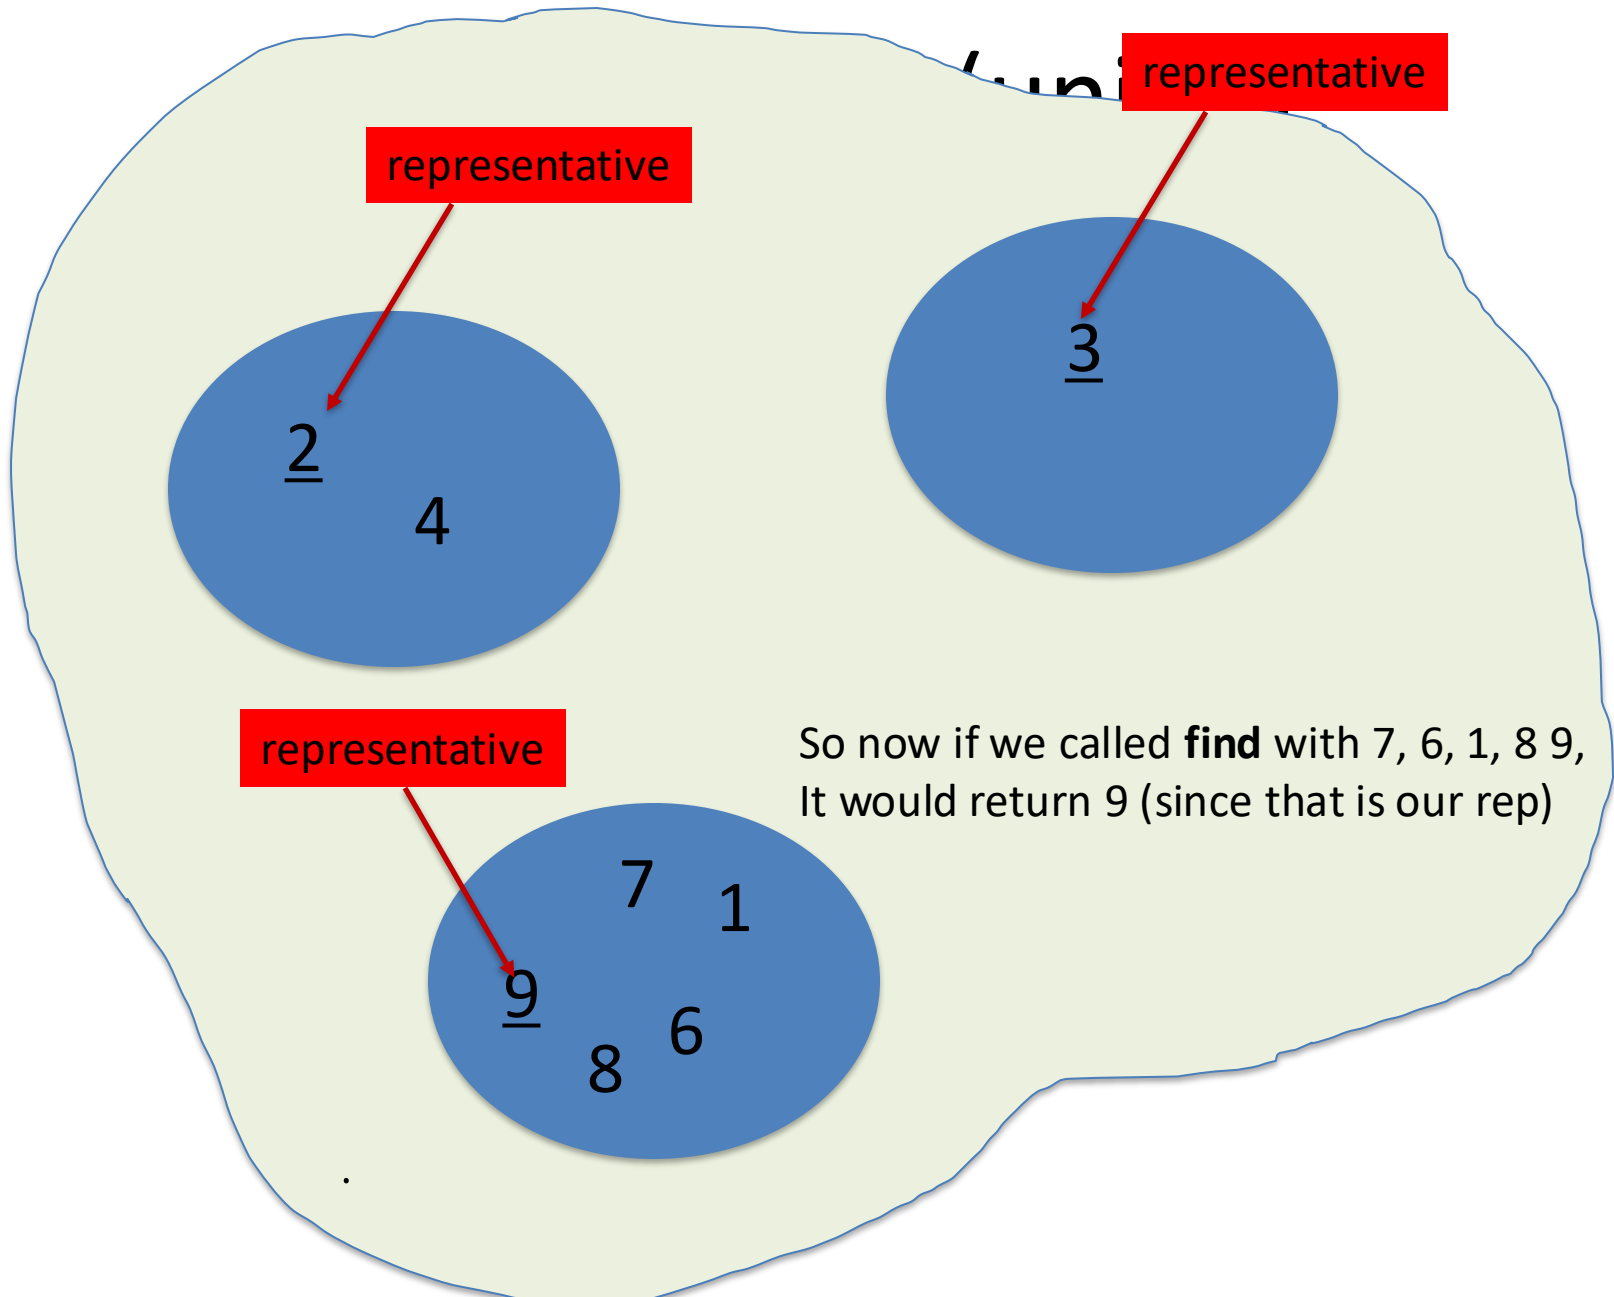 representative
representative
3
2
4
representative
So now if we called find with 7, 6, 1, 8 9,
It would return 9 (since that is our rep)
7
1
9
6
8
.